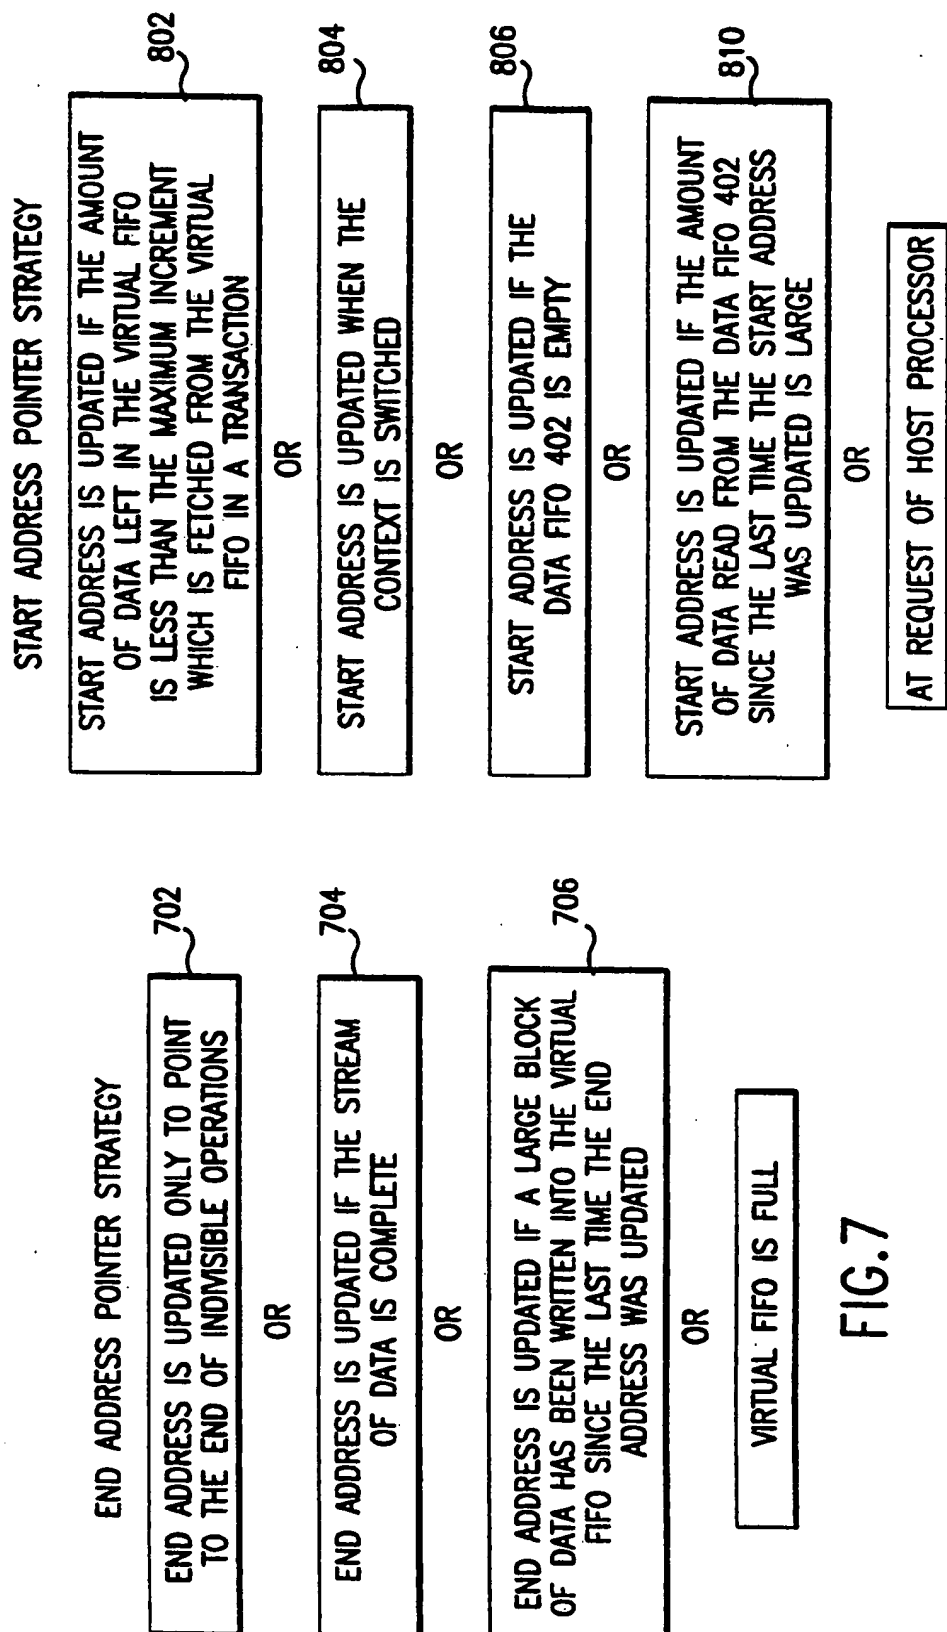 END ADDRESS POINTER STRATEGY
702
END ADDRESS IS UPDATED ONLY TO POINT
TO THE END OF INDIVISIBLE OPERATIONS
OR
704
END ADDRESS IS UPDATED IF THE STREAM
OF DATA IS COMPLETE
OR
706
END ADDRESS IS UPDATED IF A LARGE BLOCK
OF DATA HAS BEEN WRITTEN INTO THE VIRTUAL
FIFO SINCE THE LAST TIME THE END
ADDRESS WAS UPDATED
OR
VIRTUAL FIFO IS FULL
FIG.7
START ADDRESS POINTER STRATEGY
802
START ADDRESS IS UPDATED IF THE AMOUNT
OF DATA LEFT IN THE VIRTUAL FIFO
IS LESS THAN THE MAXIMUM INCREMENT
WHICH IS FETCHED FROM THE VIRTUAL
FIFO IN A TRANSACTION
OR
804
START ADDRESS IS UPDATED WHEN THE
CONTEXT IS SWITCHED
OR
806
START ADDRESS IS UPDATED IF THE
DATA FIFO 402 IS EMPTY
OR
810
START ADDRESS IS UPDATED IF THE AMOUNT
OF DATA READ FROM THE DATA FIFO 402
SINCE THE LAST TIME THE START ADDRESS
WAS UPDATED IS LARGE
OR
AT REQUEST OF HOST PROCESSOR